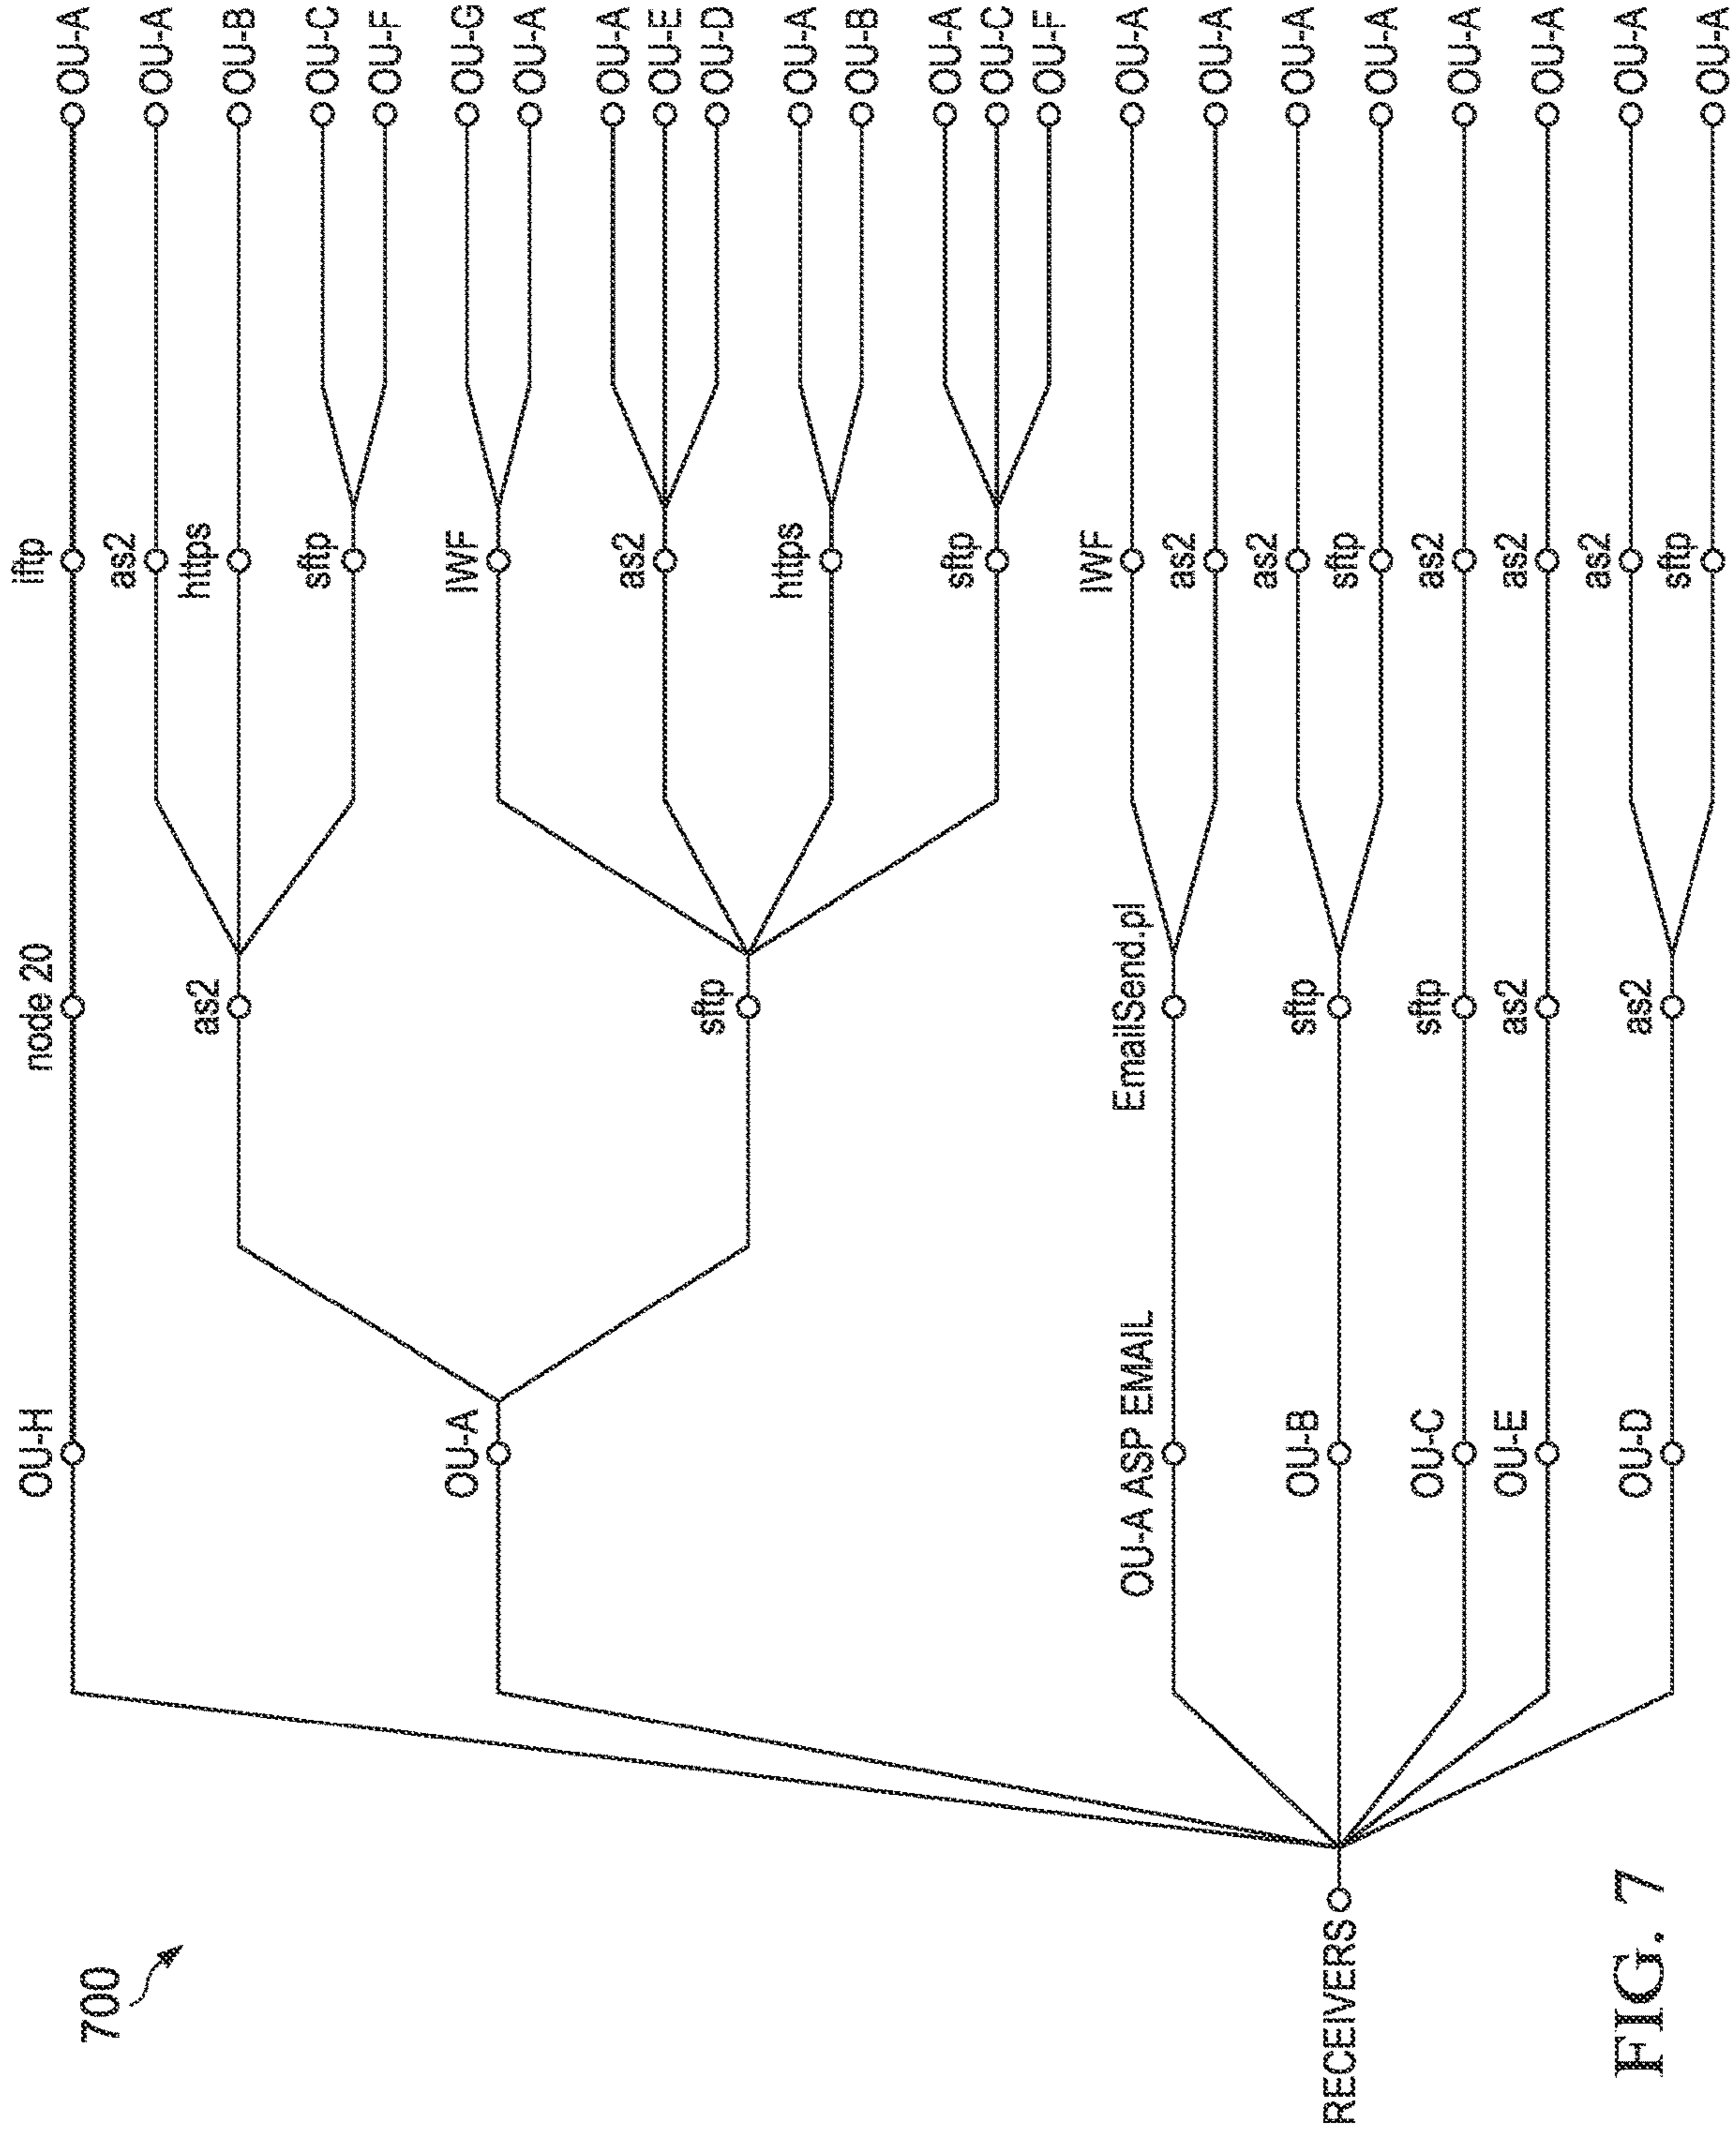 700
RECEIVERS
OU-H
node 20
iftp
OU-A
OU-A
as2
as2
OU-A
https
OU-B
sftp
OU-C
OU-F
sftp
IWF
OU-G
OU-A
as2
OU-A
OU-E
OU-D
https
OU-A
OU-B
sftp
OU-A
OU-C
OU-F
OU-A ASP EMAIL
EmailSend.pl
IWF
OU-A
as2
OU-A
OU-B
sftp
as2
OU-A
sftp
OU-A
OU-C
sftp
as2
OU-A
OU-E
as2
as2
OU-A
OU-D
as2
as2
OU-A
sftp
OU-A
FIG. 7